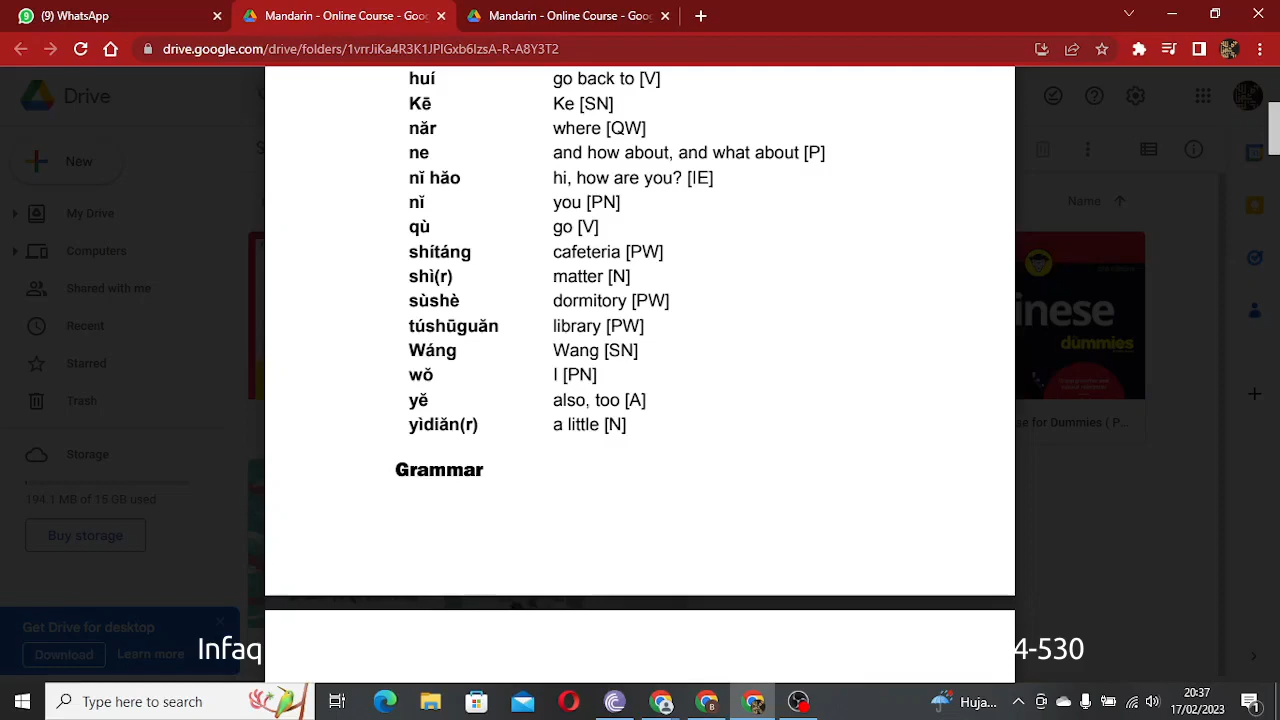 (9) WhatsApp
Mandarin - Online Course - Goo
Mandarin - Online Course - Goo
drive.google.com/drive/folders/1vrrJiKa4R3K1JPIGxb6IzsA-R-A8Y3T2
Drive
New
My Drive
Computers
Shared with me
Recent
Starred
Trash
Storage
194.1 MB of 15 GB used
Buy storage
Get Drive for desktop
Download Learn more
huí go back to [V]
Kē Ke [SN]
nǎr where [QW]
ne and how about, and what about [P]
nǐ hǎo hi, how are you? [IE]
nǐ you [PN]
qù go [V]
shítáng cafeteria [PW]
shì(r) matter [N]
sùshè dormitory [PW]
túshūguǎn library [PW]
Wáng Wang [SN]
wǒ I [PN]
yě also, too [A]
yìdiǎn(r) a little [N]
Grammar
Name
inese
dummies
se for Dummies ( P...
Infaq
4-530
Type here to search
Huja...
20:37
17/02/2023